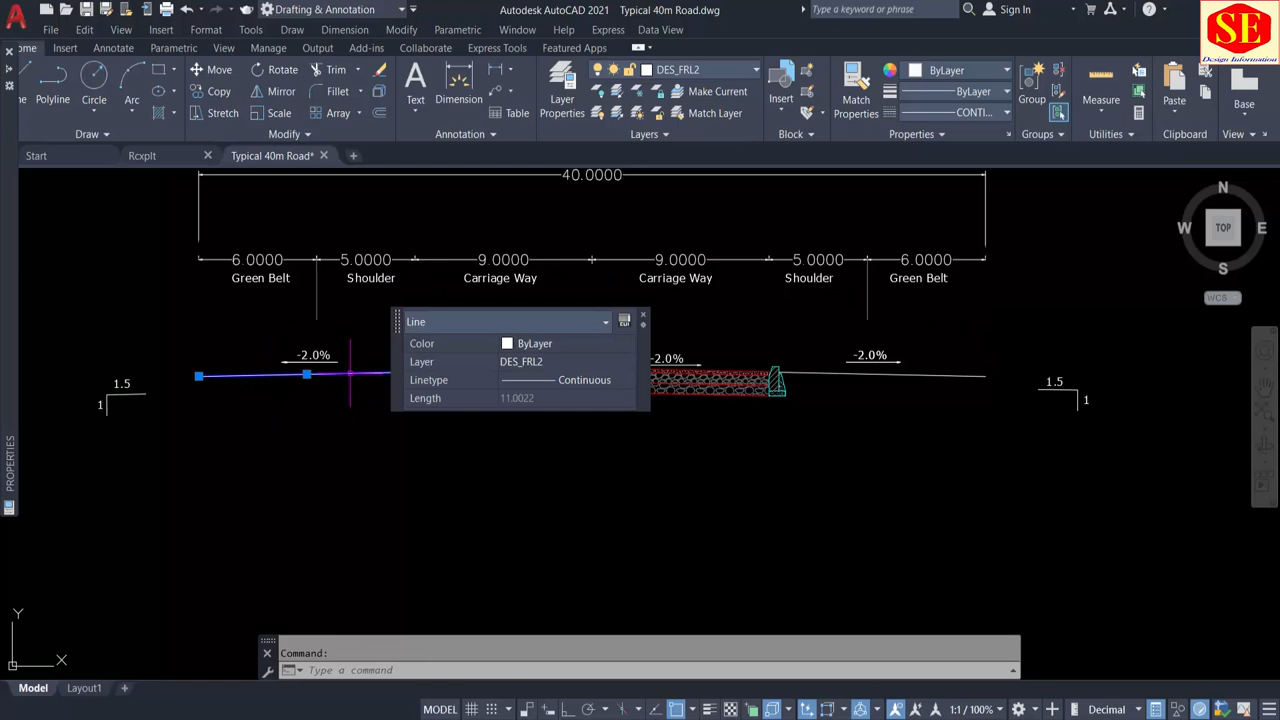 Drafting & Annotation
Autodesk AutoCAD 2021 Typical 40m Road.dwg
Type a keyword or phrase
Sign In
SE
Design Information
File Edit View Insert Format Tools Draw Dimension Modify Parametric Window Help Express Data View
ome Insert Annotate Parametric View Manage Output Add-ins Collaborate Express Tools Featured Apps
Move Rotate Trim DES_FRL2 ByLayer
Copy Mirror Fillet Make Current ByLayer
Stretch Scale Array Table Match Layer CONTI...
Polyline Circle Arc Text Dimension Layer Properties Insert Match Properties Group Measure Paste Base
Draw Modify Annotation Layers Block Properties Groups Utilities Clipboard View
Start Rcxplt Typical 40m Road*
40.0000
6.0000 5.0000 9.0000 9.0000 5.0000 6.0000
Green Belt Shoulder Carriage Way Carriage Way Shoulder Green Belt
N
W TOP E
S
WCS
Line
Color ByLayer
Layer DES_FRL2
Linetype Continuous
Length 11.0022
-2.0% -2.0% -2.0%
1.5 1.5
1 1
PROPERTIES
Y
X
Command:
Type a command
Model Layout1
MODEL 1:1 / 100% Decimal